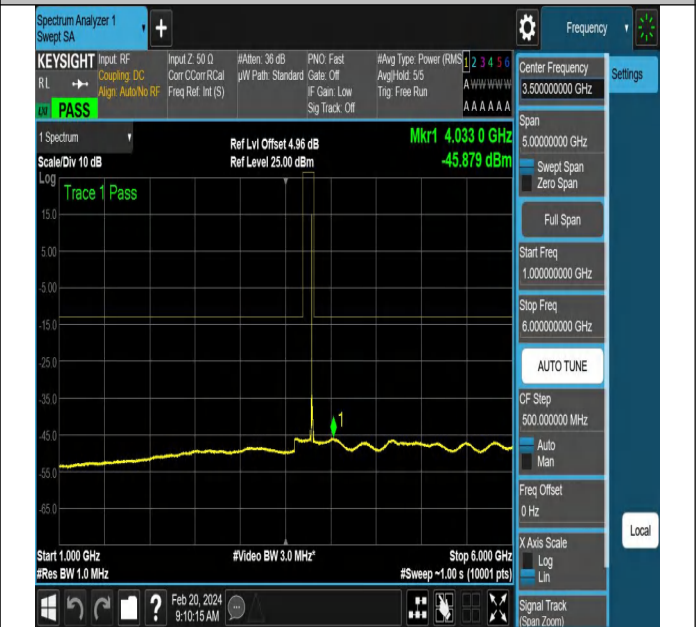 Spectrum Analyzer 1
Swept SA
Frequency
KEYSIGHT
RL
LXI
PASS
Input: RF
Coupling: DC
Align: Auto/No RF
Input Z: 50 Ω
Corr CCorr RCal
Freq Ref: Int (S)
#Atten: 36 dB
µW Path: Standard
PNO: Fast
Gate: Off
IF Gain: Low
Sig Track: Off
#Avg Type: Power (RMS
Avg|Hold: 5/5
Trig: Free Run
1 2 3 4 5 6
A W W W W W
A A A A A A
Center Frequency
3.500000000 GHz
Settings
1 Spectrum
Scale/Div 10 dB
Log
Ref Lvl Offset 4.96 dB
Ref Level 25.00 dBm
Mkr1 4.033 0 GHz
-45.879 dBm
Trace 1 Pass
15.0
5.00
-5.00
-15.0
-25.0
-35.0
-45.0
-55.0
-65.0
1
Start 1.000 GHz
#Res BW 1.0 MHz
#Video BW 3.0 MHz*
Stop 6.000 GHz
#Sweep ~1.00 s (10001 pts)
Span
5.00000000 GHz
Swept Span
Zero Span
Full Span
Start Freq
1.000000000 GHz
Stop Freq
6.000000000 GHz
AUTO TUNE
CF Step
500.000000 MHz
Auto
Man
Freq Offset
0 Hz
X Axis Scale
Log
Lin
Signal Track
(Span Zoom)
Local
?
Feb 20, 2024
9:10:15 AM